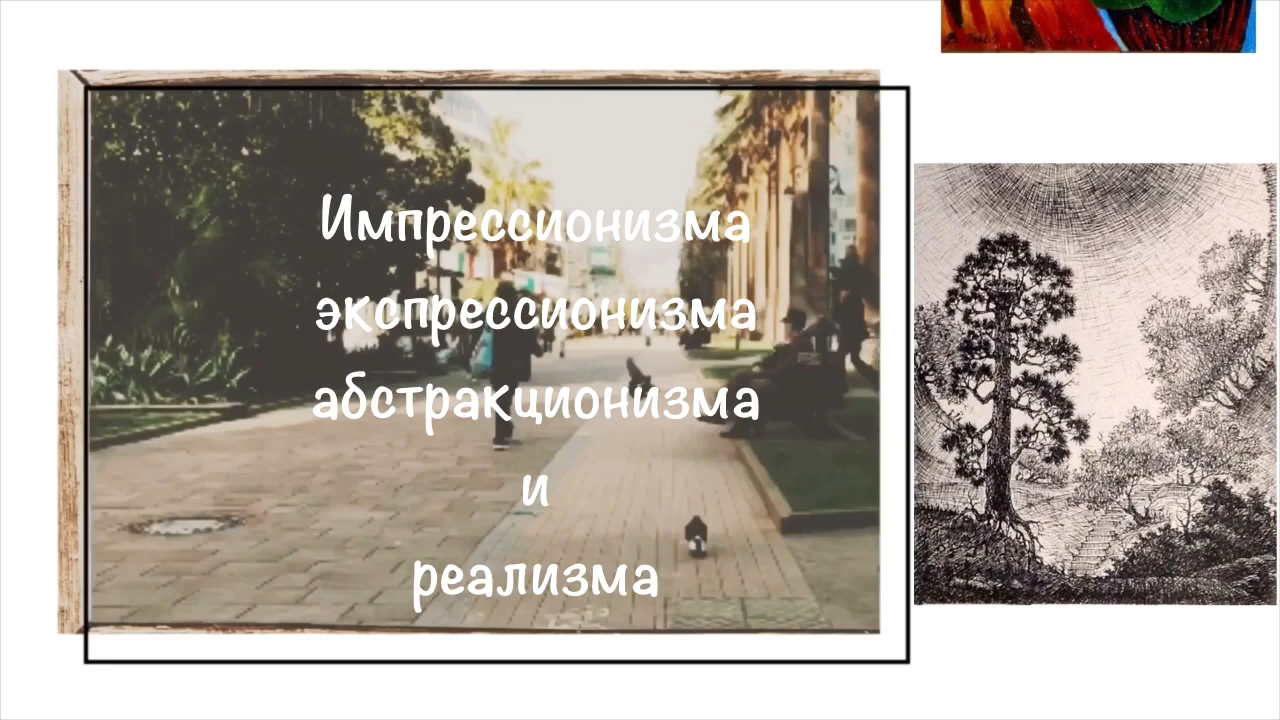 Импрессионизма
экспрессионизма
абстракционизма
и
реализма